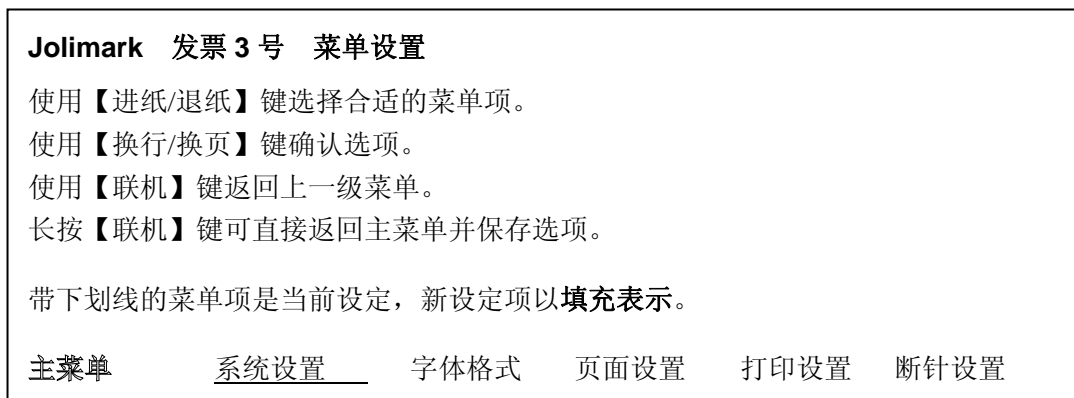 Jolimark 发票 3 号 菜单设置
使用【进纸/退纸】键选择合适的菜单项。
使用【换行/换页】键确认选项。
使用【联机】键返回上一级菜单。
长按【联机】键可直接返回主菜单并保存选项。
带下划线的菜单项是当前设定，新设定项以填充表示。
主菜单 系统设置 字体格式 页面设置 打印设置 断针设置